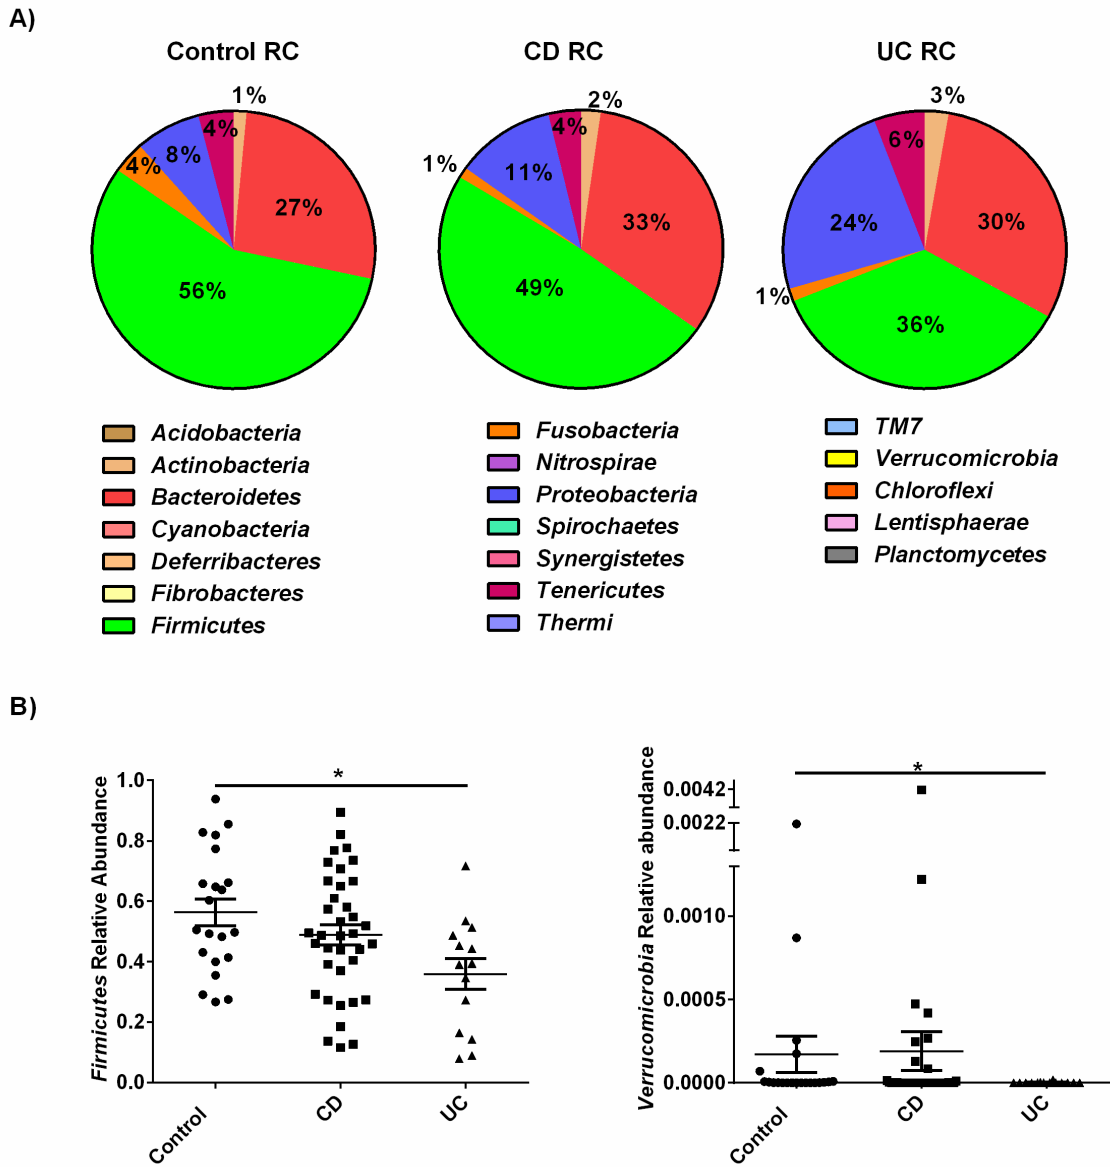 A)
Control RC
CD RC
UC RC
1%
4%
8%
4%
27%
56%
2%
4%
11%
1%
33%
49%
3%
6%
24%
30%
1%
36%
Acidobacteria
Actinobacteria
Bacteroidetes
Cyanobacteria
Deferribacteres
Fibrobacteres
Firmicutes
Fusobacteria
Nitrospirae
Proteobacteria
Spirochaetes
Synergistetes
Tenericutes
Thermi
TM7
Verrucomicrobia
Chloroflexi
Lentisphaerae
Planctomycetes
B)
Firmicutes Relative Abundance
1.0
0.8
0.6
0.4
0.2
0.0
*
Control
CD
UC
Verrucomicrobia Relative abundance
0.0042
0.0022
0.0010
0.0005
0.0000
*
Control
CD
UC